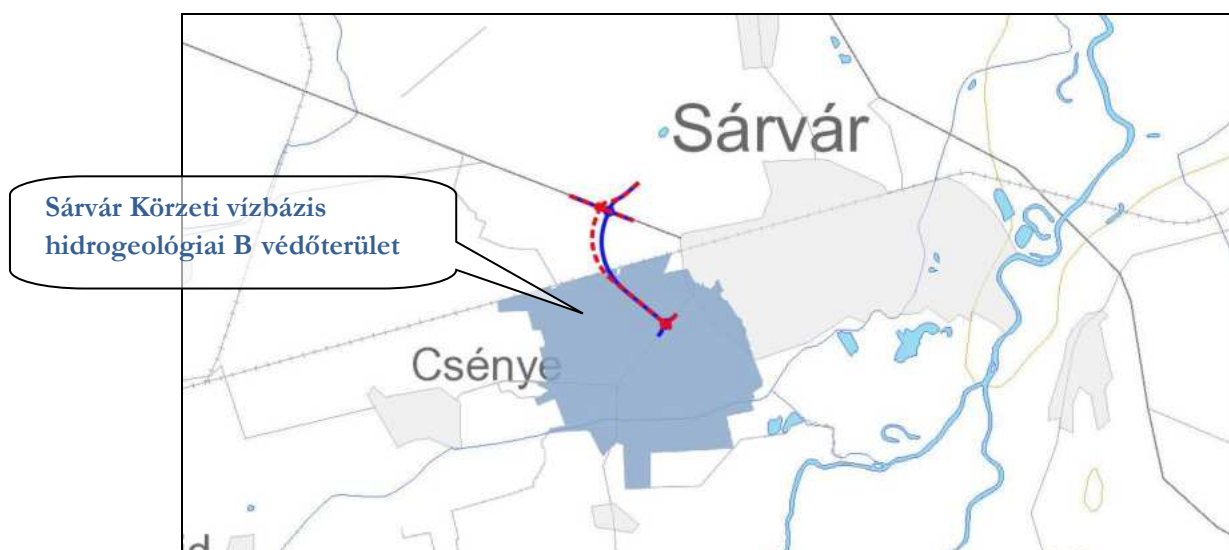 Sárvár
Sárvár Körzeti vízbázis
hidrogeológiai B védőterület
Csénye